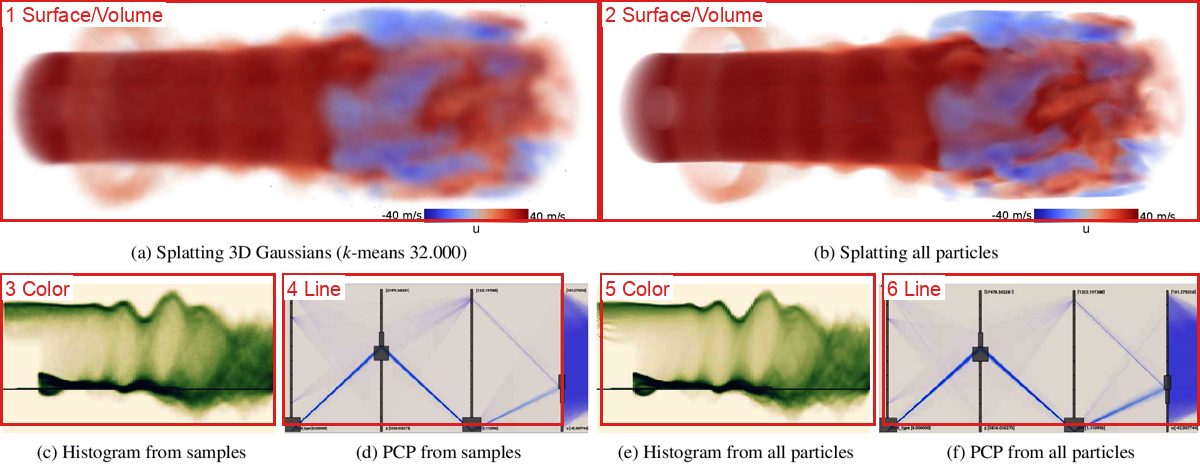 1 Surface/Volume
2 Surface/Volume
-40 m/s
40 m/s
u
-40 m/s
40 m/s
u
(a) Splatting 3D Gaussians (k-means 32.000)
(b) Splatting all particles
3 Color
4 Line
5 Color
6 Line
(c) Histogram from samples
(d) PCP from samples
(e) Histogram from all particles
(f) PCP from all particles